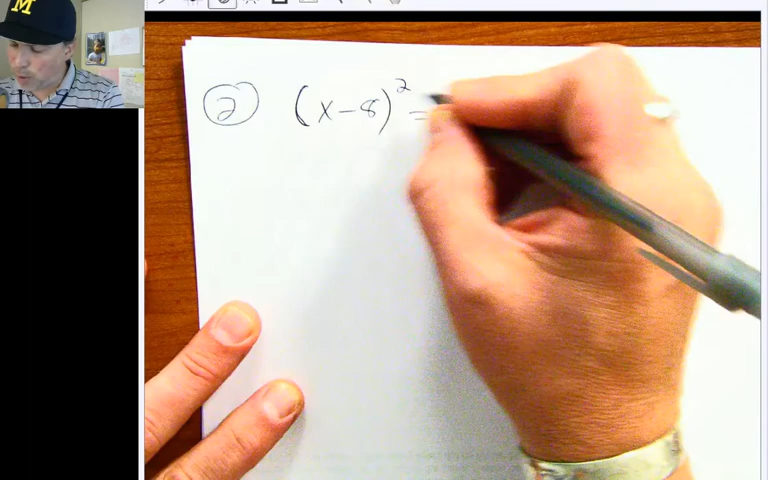 M
② (x-8)² =